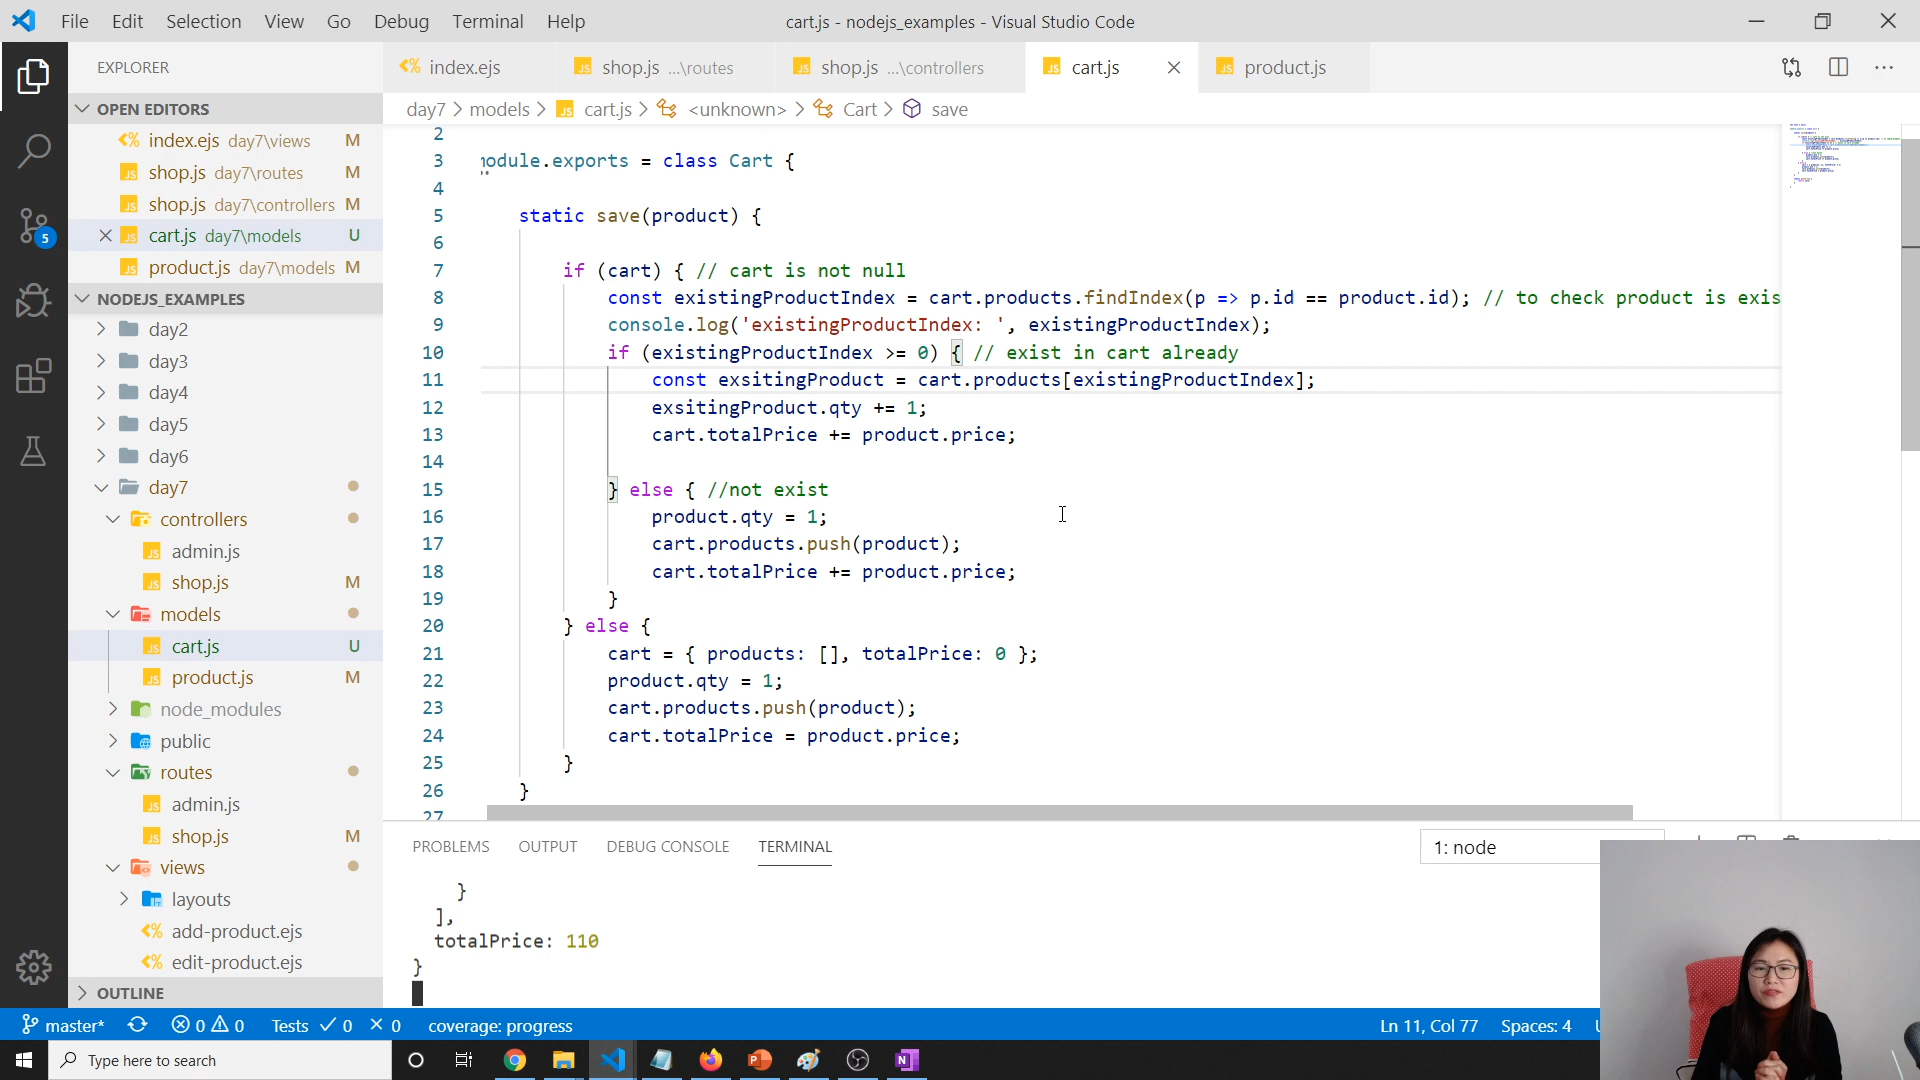 File Edit Selection View Go Debug Terminal Help
cart.js - nodejs_examples - Visual Studio Code
EXPLORER
index.ejs
shop.js ...\routes
shop.js ...\controllers
cart.js
product.js
OPEN EDITORS
index.ejs day7\views M
shop.js day7\routes M
shop.js day7\controllers M
cart.js day7\models U
product.js day7\models M
5
NODEJS_EXAMPLES
day2
day3
day4
day5
day6
day7
controllers
admin.js
shop.js M
models
cart.js U
product.js M
node_modules
public
routes
admin.js
shop.js M
views
layouts
add-product.ejs
edit-product.ejs
OUTLINE
day7 > models > cart.js > <unknown> > Cart > save
2
3 module.exports = class Cart {
4
5 static save(product) {
6
7 if (cart) { // cart is not null
8 const existingProductIndex = cart.products.findIndex(p => p.id == product.id); // to check product is exis
9 console.log('existingProductIndex: ', existingProductIndex);
10 if (existingProductIndex >= 0) { // exist in cart already
11 const exsitingProduct = cart.products[existingProductIndex];
12 exsitingProduct.qty += 1;
13 cart.totalPrice += product.price;
14
15 } else { //not exist
16 product.qty = 1;
17 cart.products.push(product);
18 cart.totalPrice += product.price;
19 }
20 } else {
21 cart = { products: [], totalPrice: 0 };
22 product.qty = 1;
23 cart.products.push(product);
24 cart.totalPrice = product.price;
25 }
26 }
27
PROBLEMS OUTPUT DEBUG CONSOLE TERMINAL
1: node
}
],
totalPrice: 110
}
master* 0 0 Tests 0 0 coverage: progress
Ln 11, Col 77 Spaces: 4
Type here to search